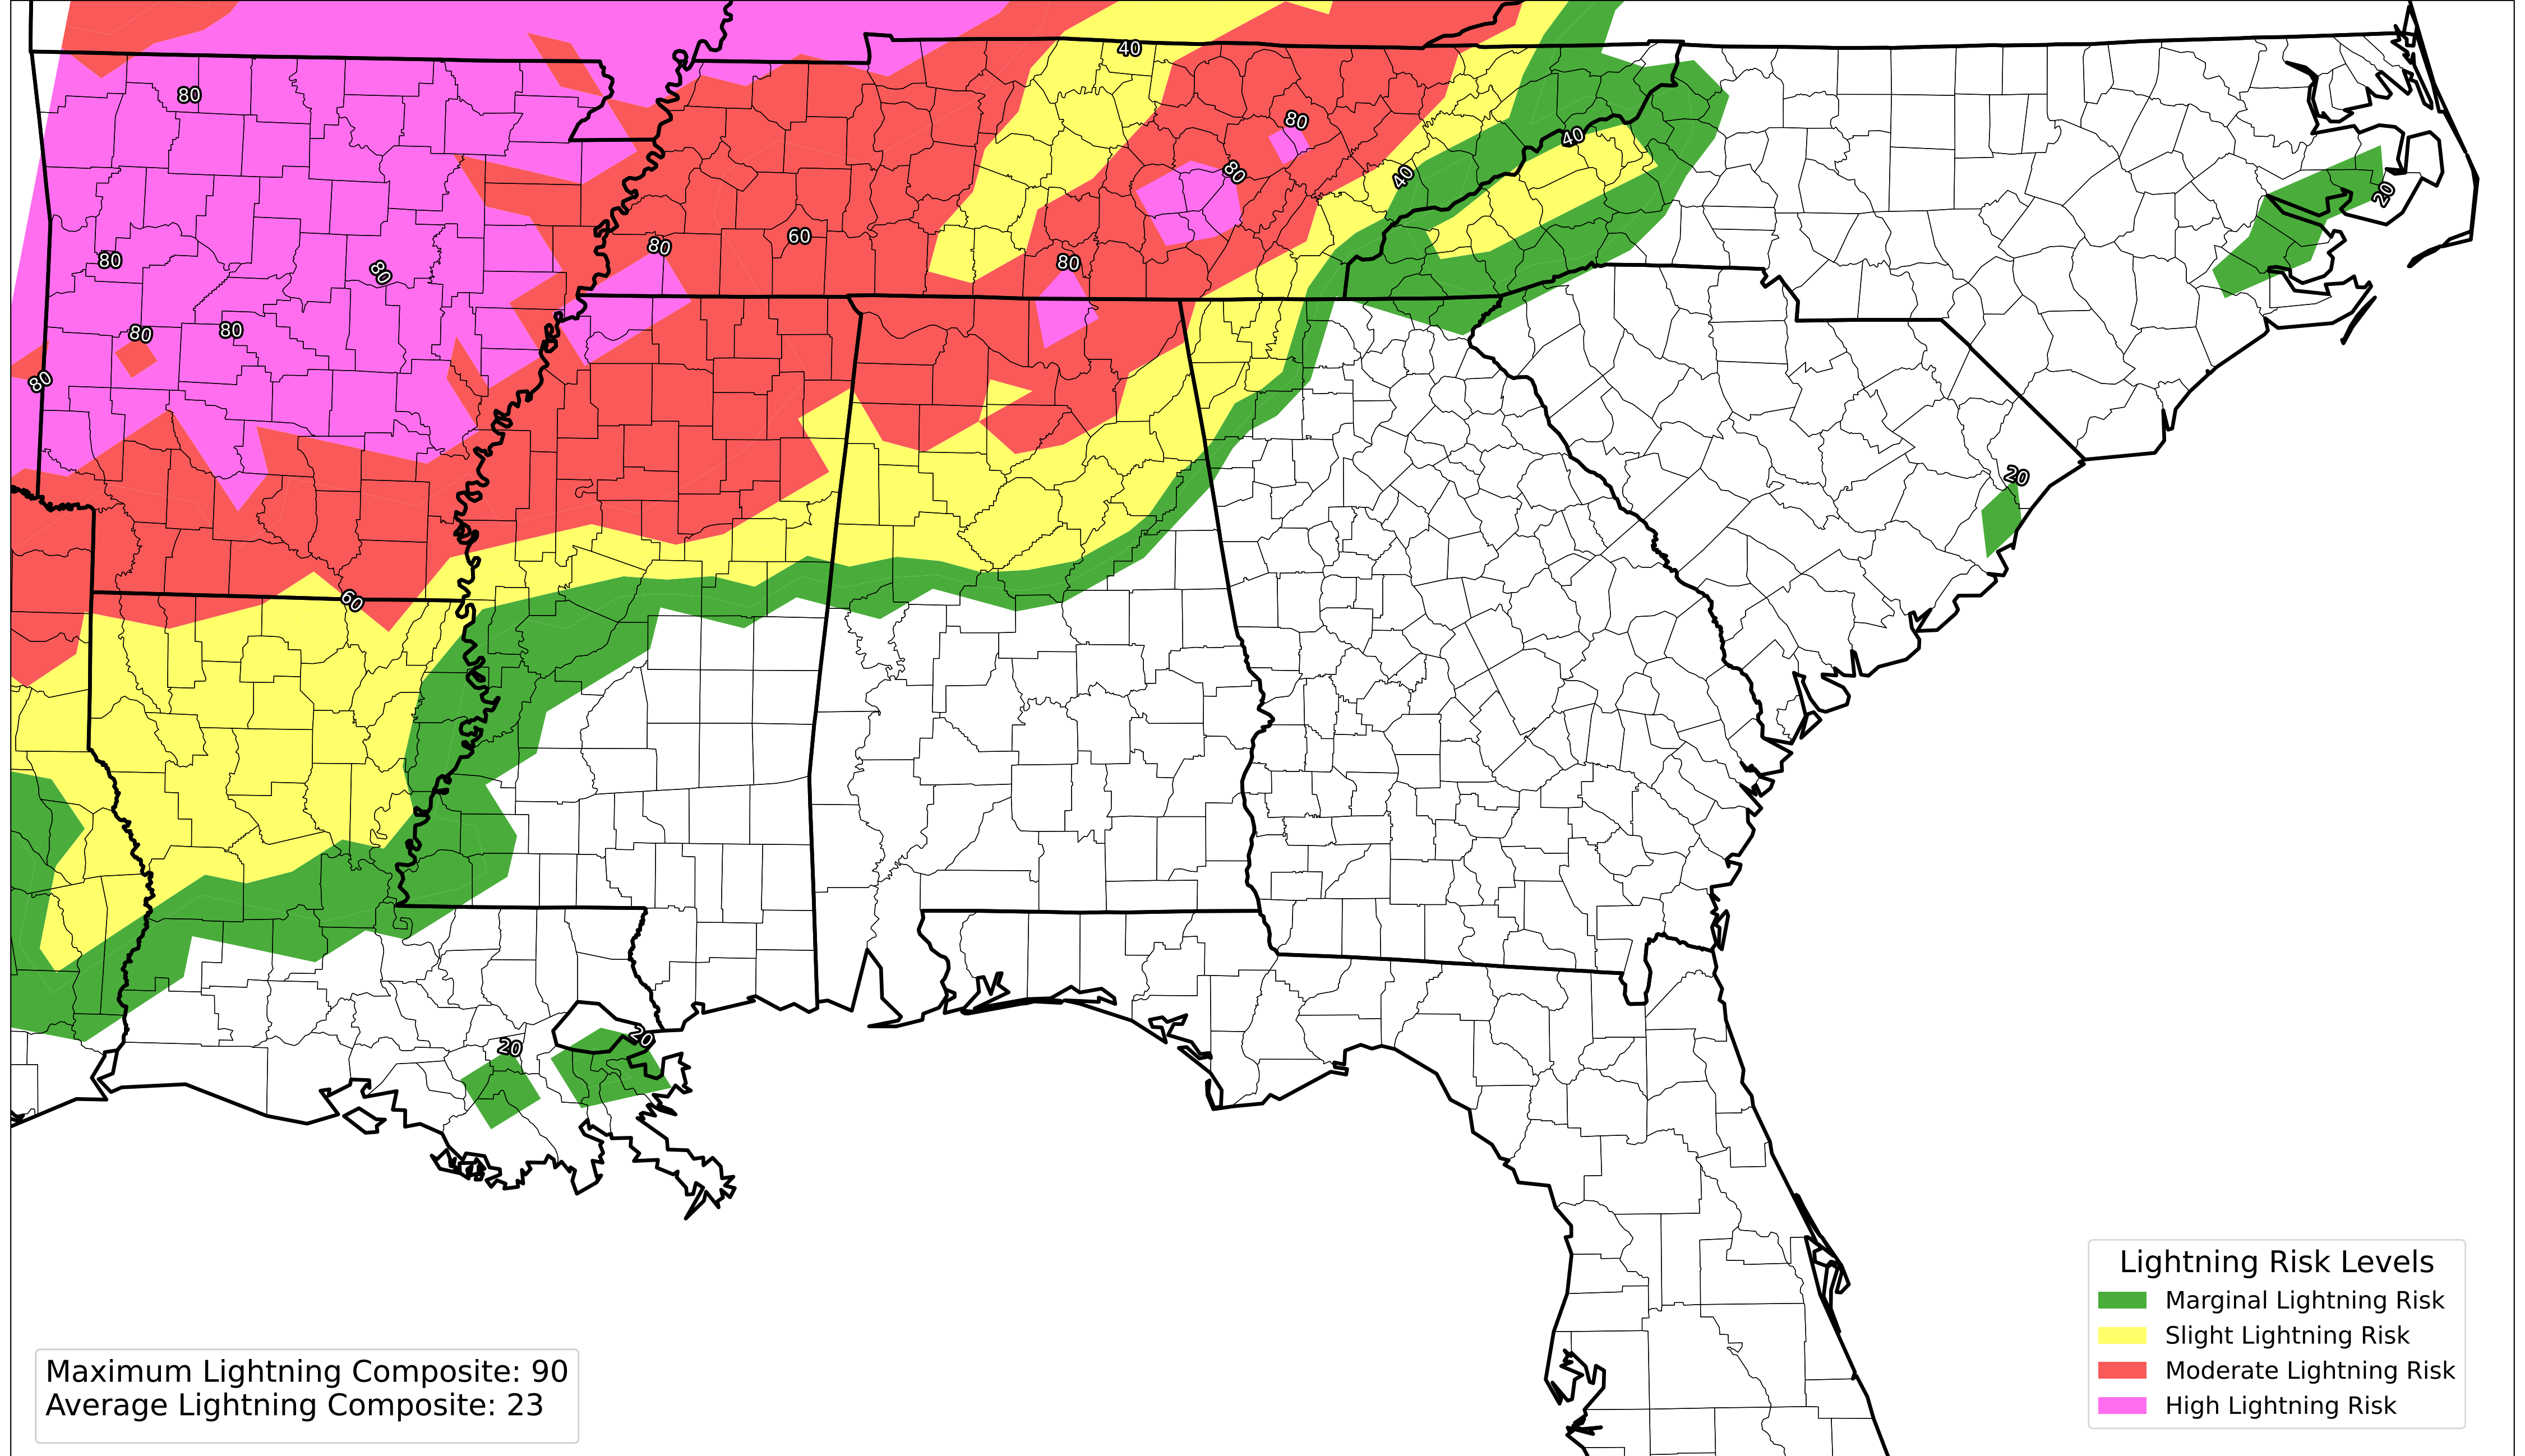 40
80
80
40
80
40
20
60
80
80
80
80
80
80
80
20
60
20
20
Lightning Risk Levels
Marginal Lightning Risk
Slight Lightning Risk
Moderate Lightning Risk
High Lightning Risk
Maximum Lightning Composite: 90
Average Lightning Composite: 23